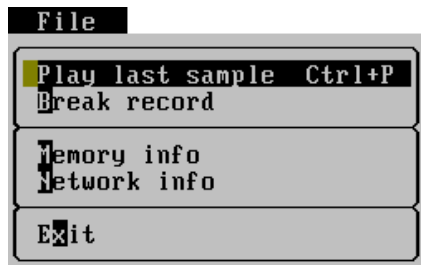 File
Play last sample Ctrl+P
Break record
Memory info
Network info
Exit